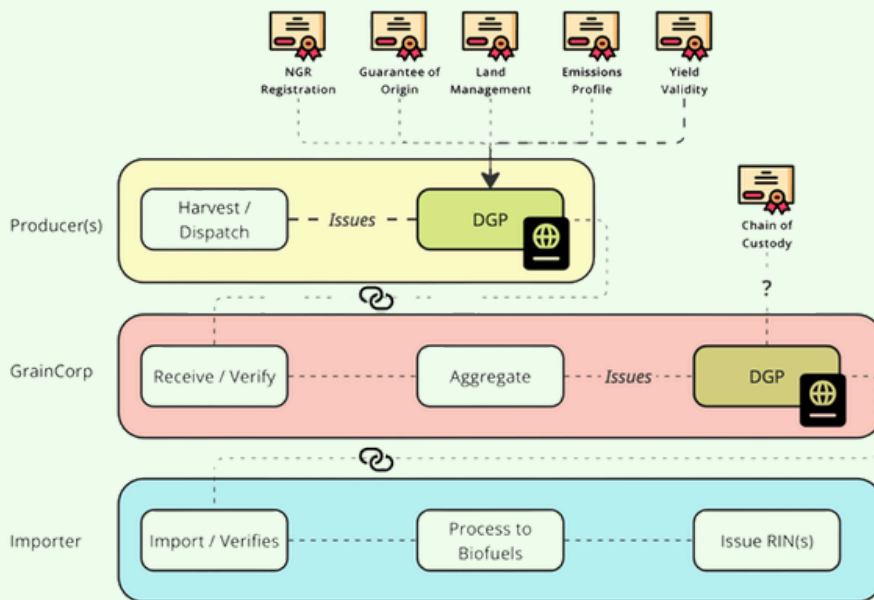 NGR
Registration
Guarantee of
Origin
Land
Management
Emissions
Profile
Yield
Validity
Producer(s)
Harvest /
Dispatch
Issues
DGP
Chain of
Custody
?
GrainCorp
Receive / Verify
Aggregate
Issues
DGP
Importer
Import / Verifies
Process to
Biofuels
Issue RIN(s)